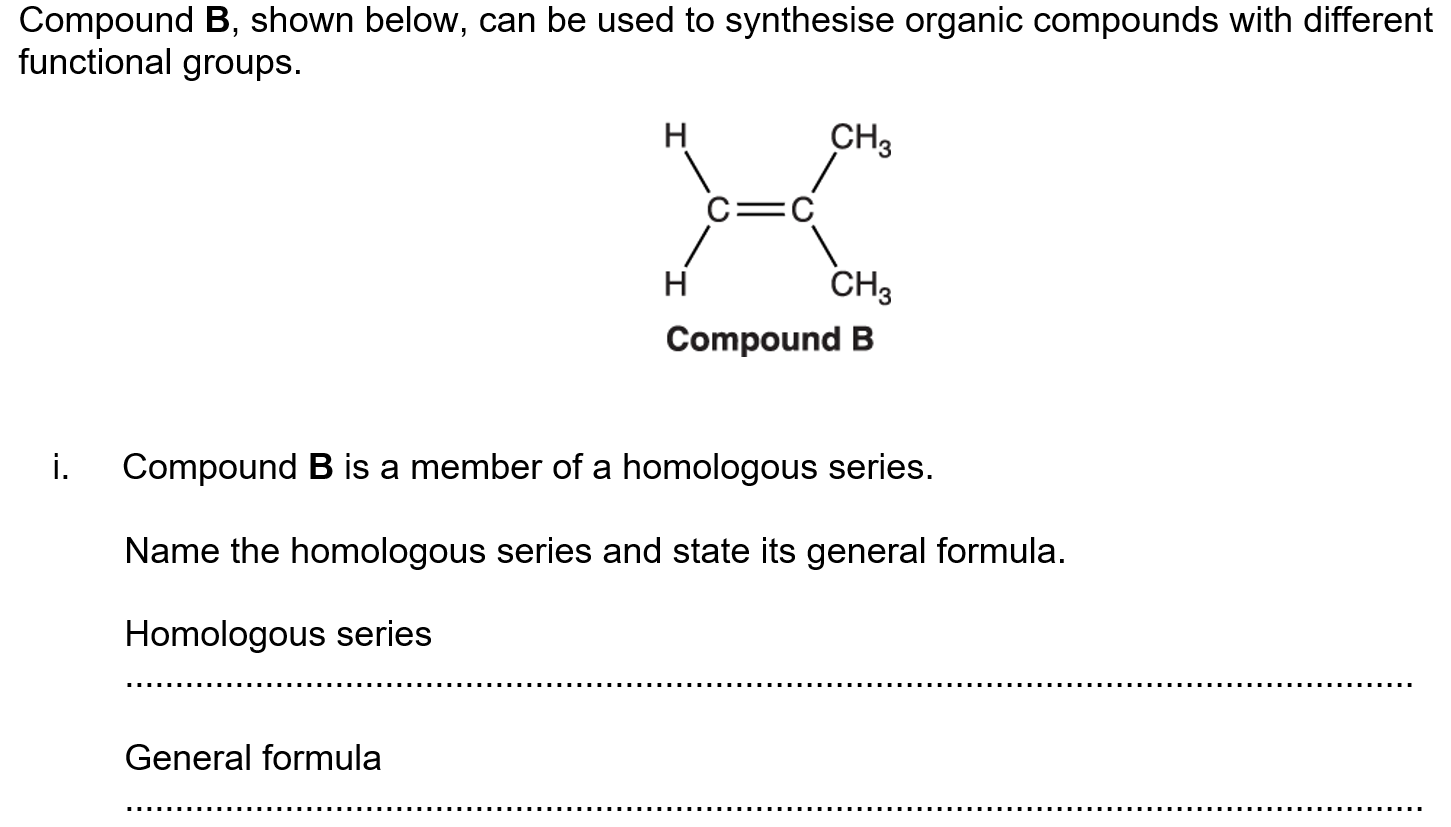 Compound B, shown below, can be used to synthesise organic compounds with different
functional groups.
H CH₃
C=C
H CH₃
Compound B
i. Compound B is a member of a homologous series.
Name the homologous series and state its general formula.
Homologous series
................................................................................................................................
General formula
................................................................................................................................